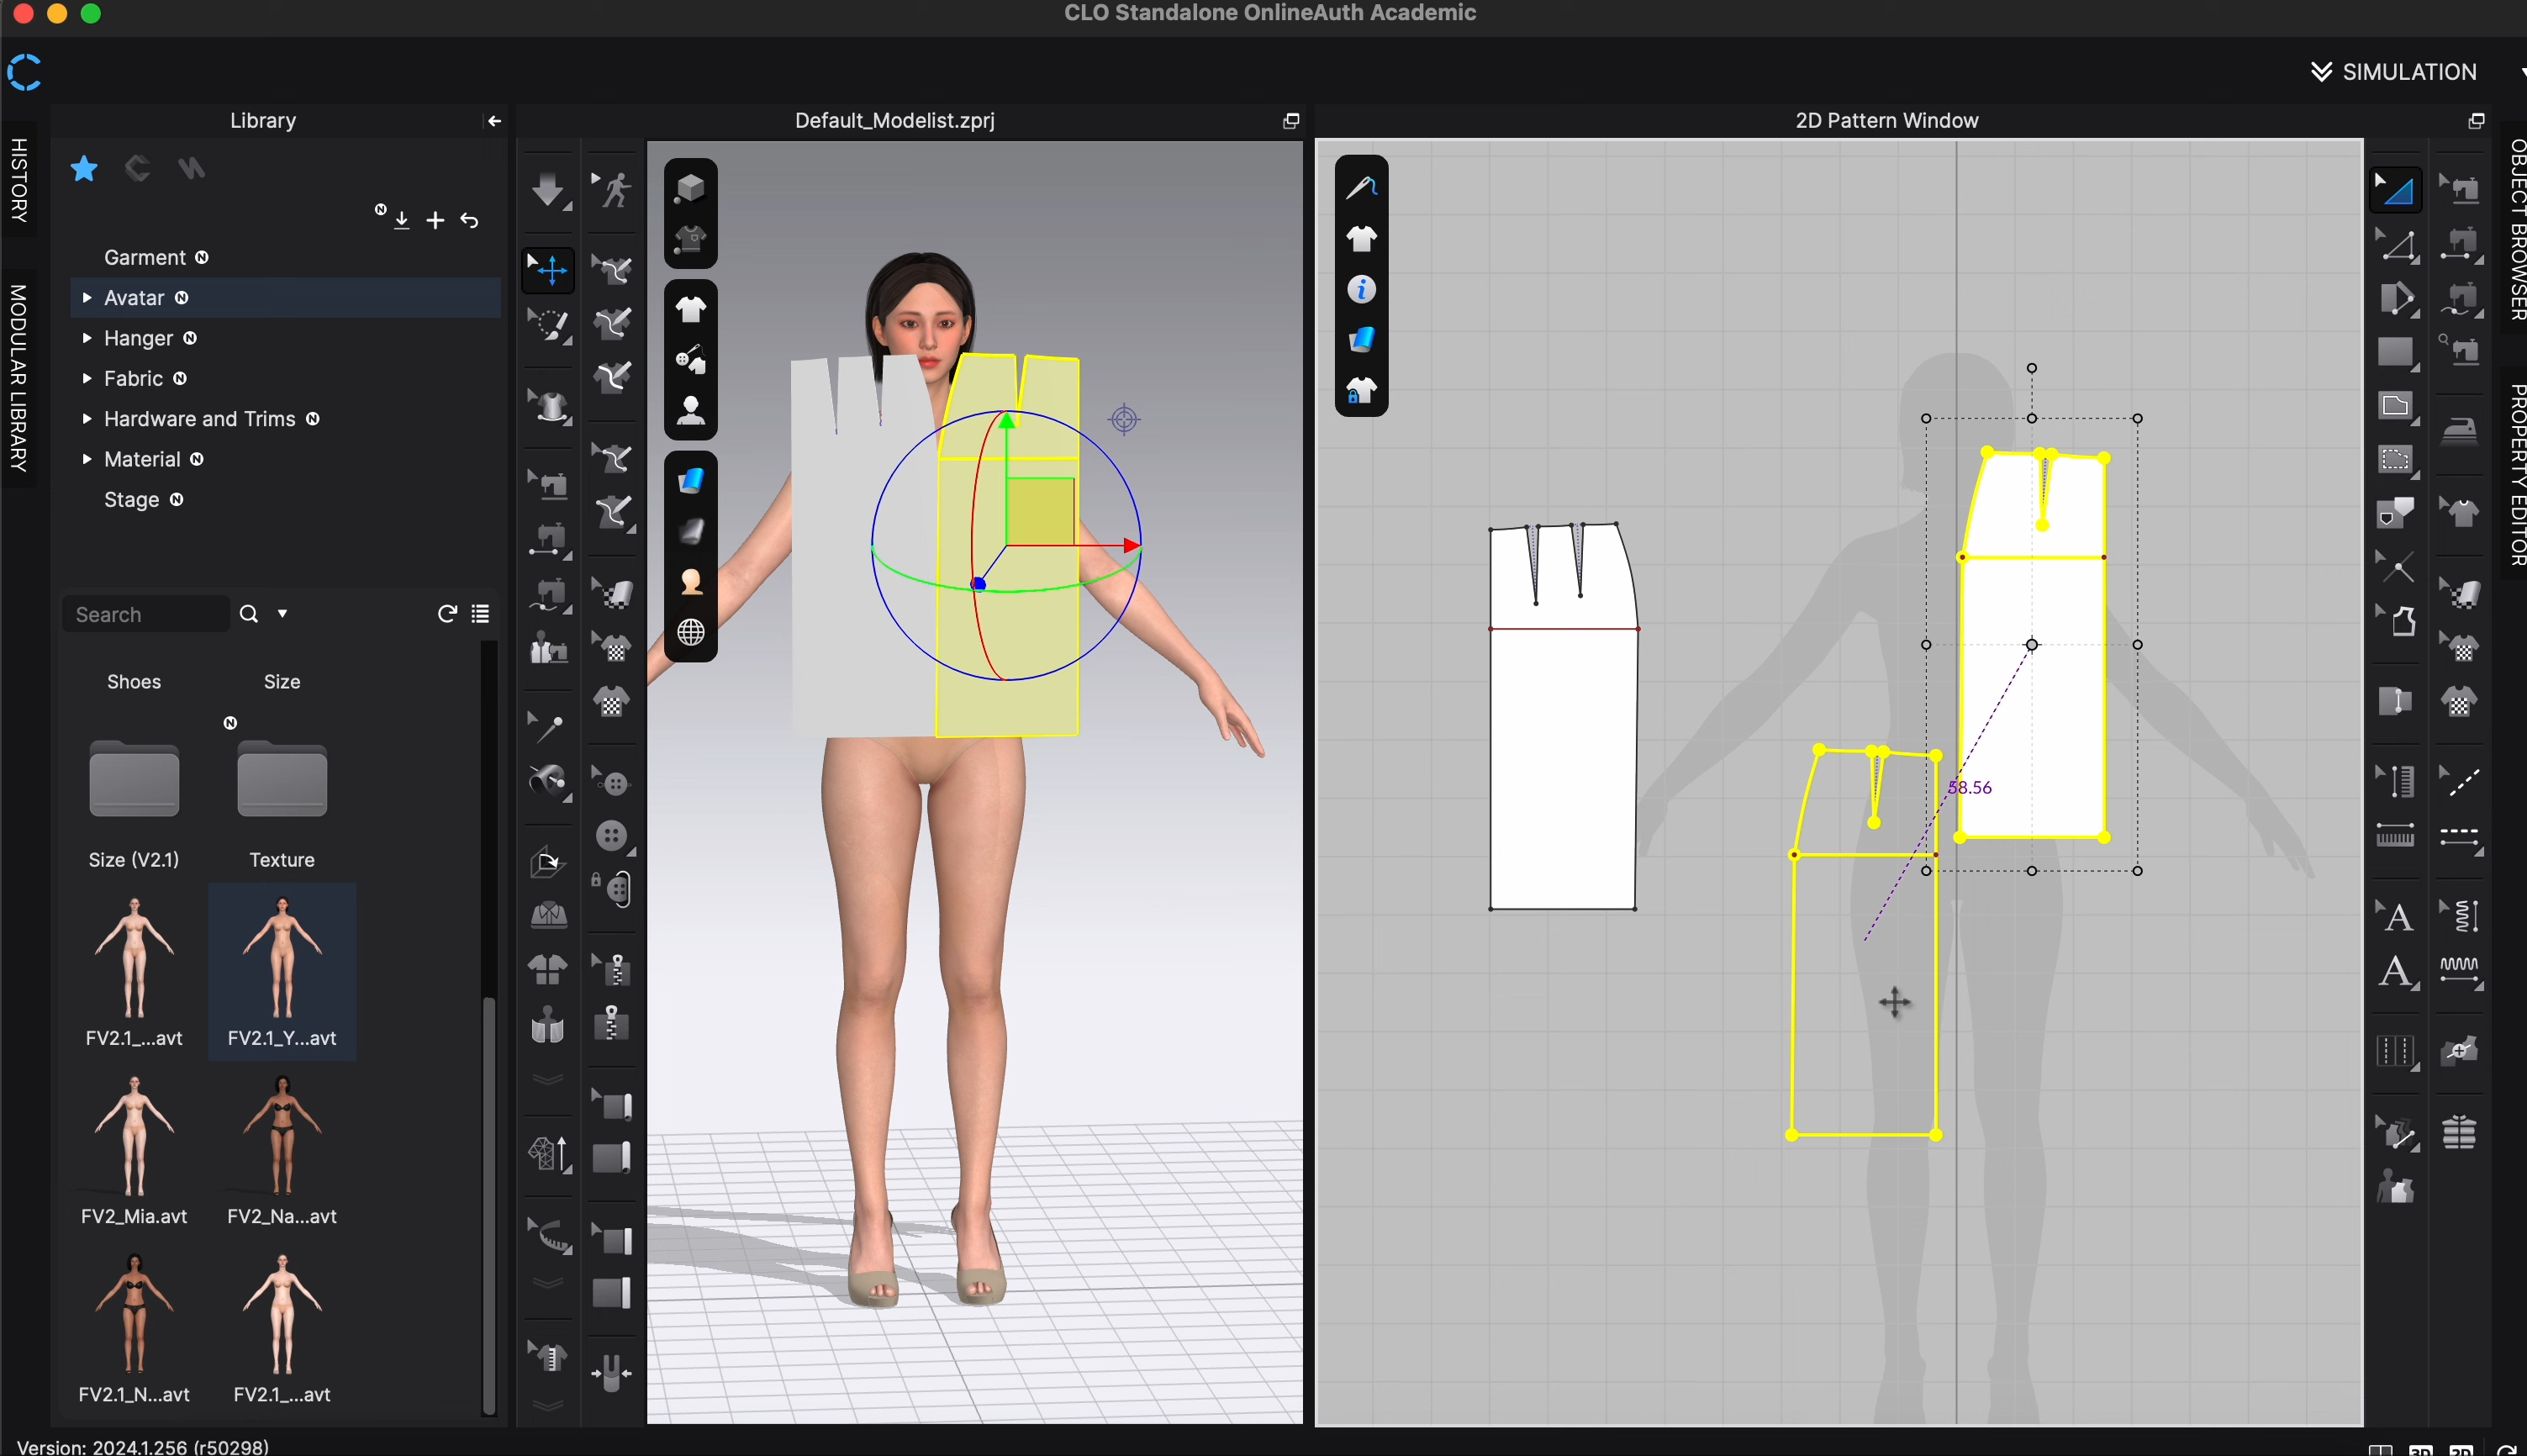 CLO Standalone OnlineAuth Academic
SIMULATION
Library
Default_Modelist.zprj
2D Pattern Window
HISTORY
MODULAR LIBRARY
OBJECT BROWSER
PROPERTY EDITOR
N
Garment N
Avatar N
Hanger N
Fabric N
Hardware and Trims N
Material N
Stage N
Search
Shoes
Size
N
Size (V2.1)
Texture
FV2.1_...avt
FV2.1_Y...avt
FV2_Mia.avt
FV2_Na...avt
FV2.1_N...avt
FV2.1_...avt
58.56
A
A
Version: 2024.1.256 (r50298)
3D
2D